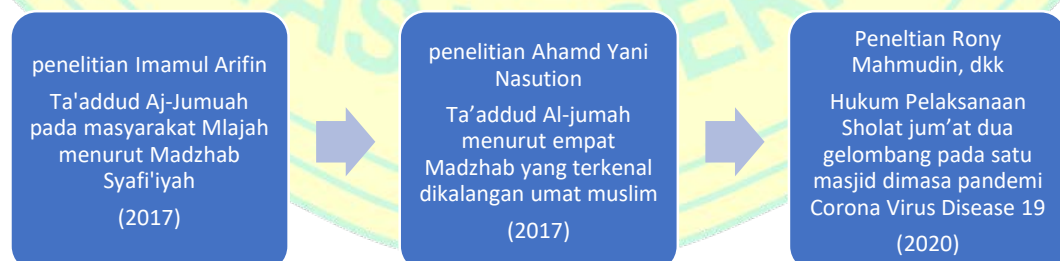 penelitian Imamul Arifin
Ta'addud Aj-Jumuah
pada masyarakat Mlajah
menurut Madzhab
Syafi'iyah
(2017)
penelitian Ahamd Yani
Nasution
Ta’addud Al-jumah
menurut empat
Madzhab yang terkenal
dikalangan umat muslim
(2017)
Peneltian Rony
Mahmudin, dkk
Hukum Pelaksanaan
Sholat jum’at dua
gelombang pada satu
masjid dimasa pandemi
Corona Virus Disease 19
(2020)